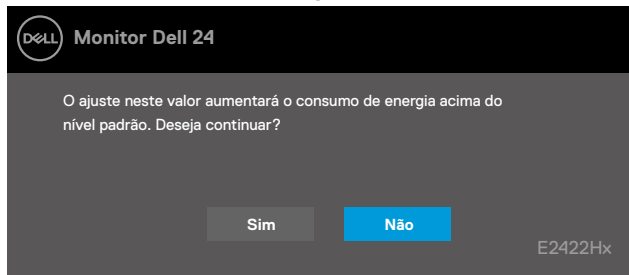 DELL Monitor Dell 24
O ajuste neste valor aumentará o consumo de energia acima do
nível padrão. Deseja continuar?
Sim Não
E2422Hx